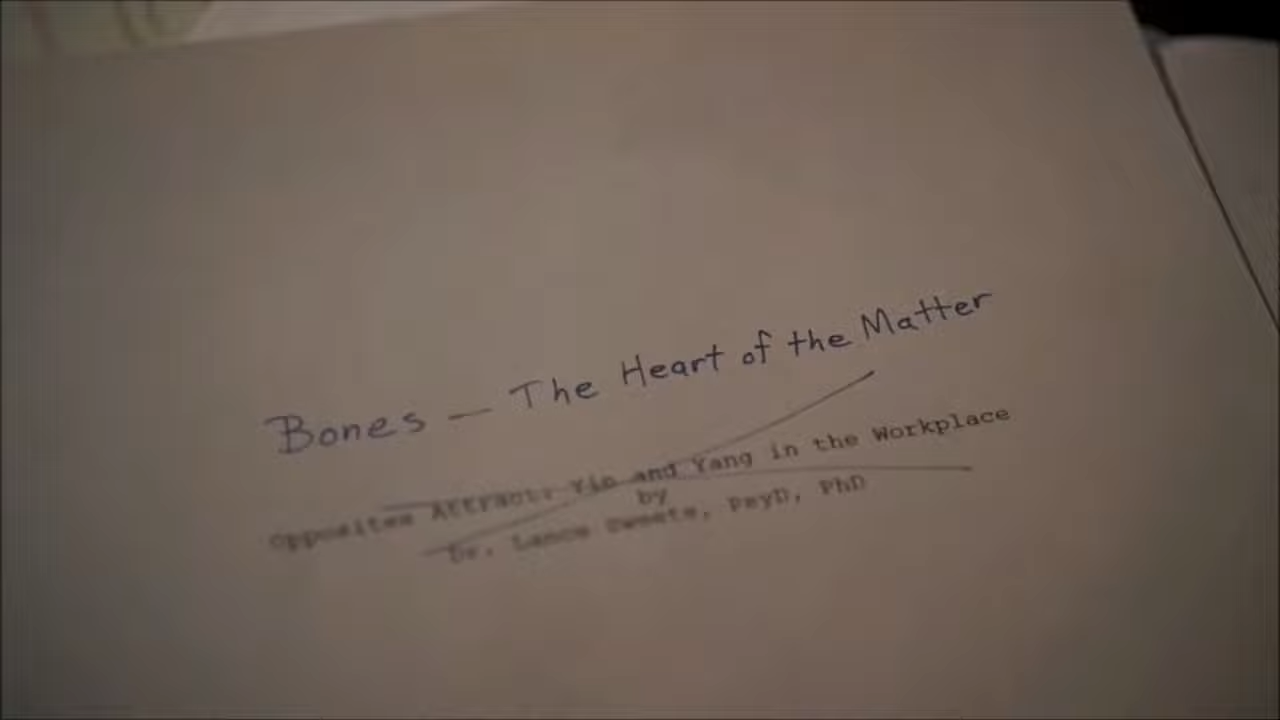 Bones — The Heart of the Matter
Opposites Attract: Yin and Yang in the Workplace
by
Dr. Lance Sweets, PsyD, PhD